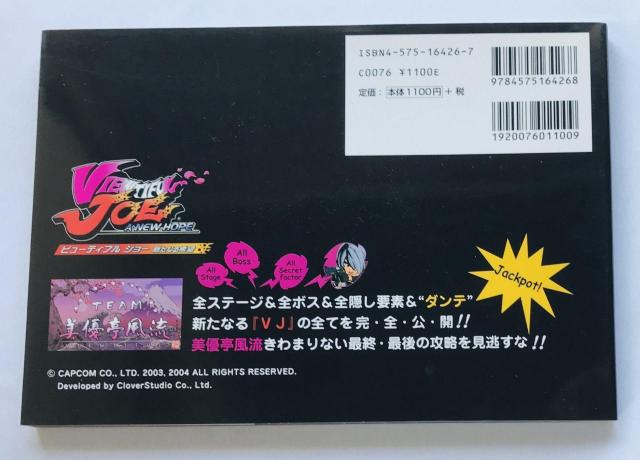 ISBN4-575-16426-7
C0076 ¥1100E
定価：本体1100円＋税
9784575164268
1920076011009
VIEWTIFUL
JOE
A NEW HOPE
ビューティフル ジョー 新たなる希望
All
Stage
All
Boss
All
Secret
factor
Jackpot!
TEAM
美優亭風流
全ステージ&全ボス&全隠し要素&“ダンテ”
新たなる『VJ』の全てを完・全・公・開!!
美優亭風流きわまりない最終・最後の攻略を見逃すな!!
© CAPCOM CO., LTD. 2003, 2004 ALL RIGHTS RESERVED.
Developed by CloverStudio Co., Ltd.